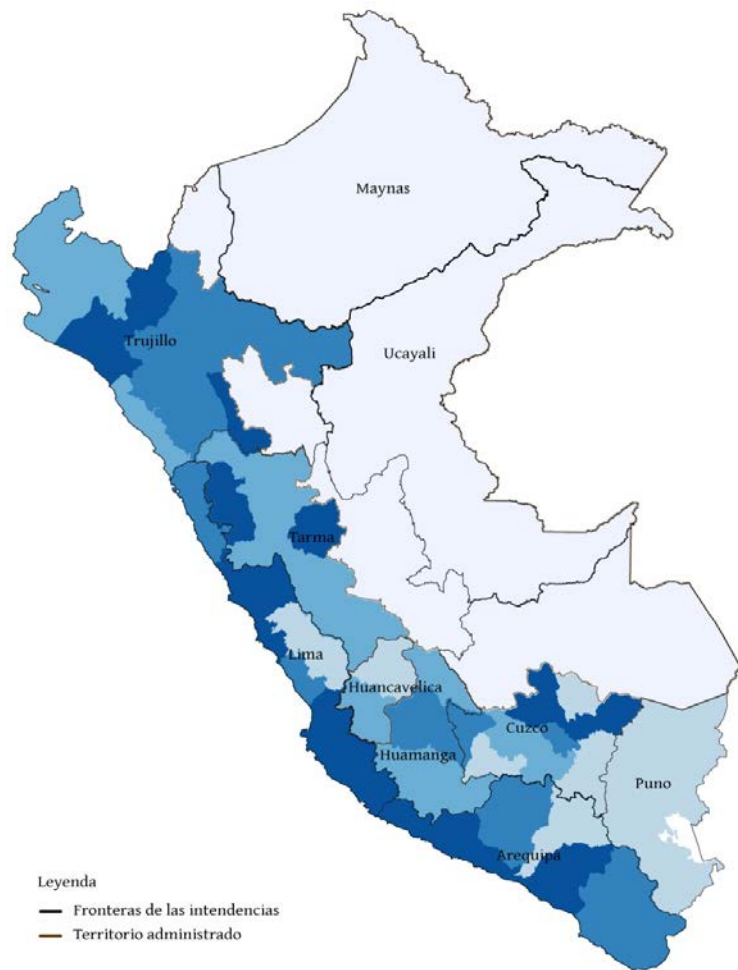 Maynas
Ucayali
Trujillo
Tarma
Lima
Huancavelica
Cuzco
Huamanga
Puno
Arequipa
Leyenda
Fronteras de las intendencias
Territorio administrado